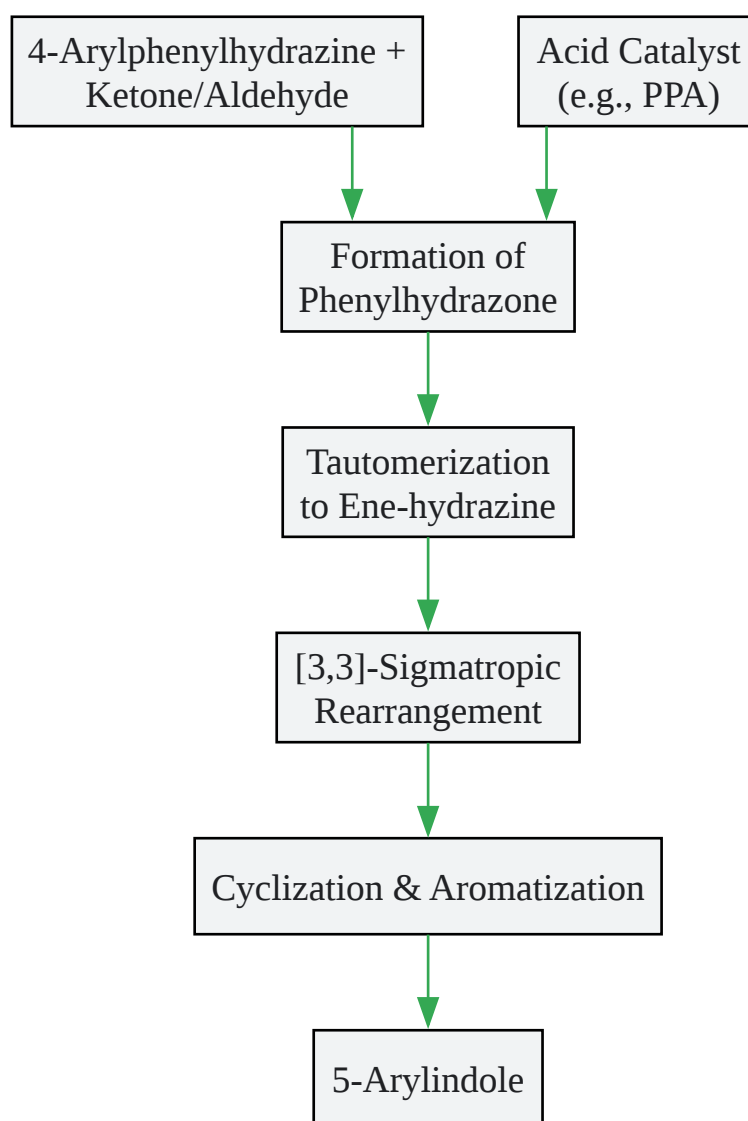 4-Arylphenylhydrazine +
Ketone/Aldehyde
Acid Catalyst
(e.g., PPA)
Formation of
Phenylhydrazone
Tautomerization
to Ene-hydrazine
[3,3]-Sigmatropic
Rearrangement
Cyclization & Aromatization
5-Arylindole